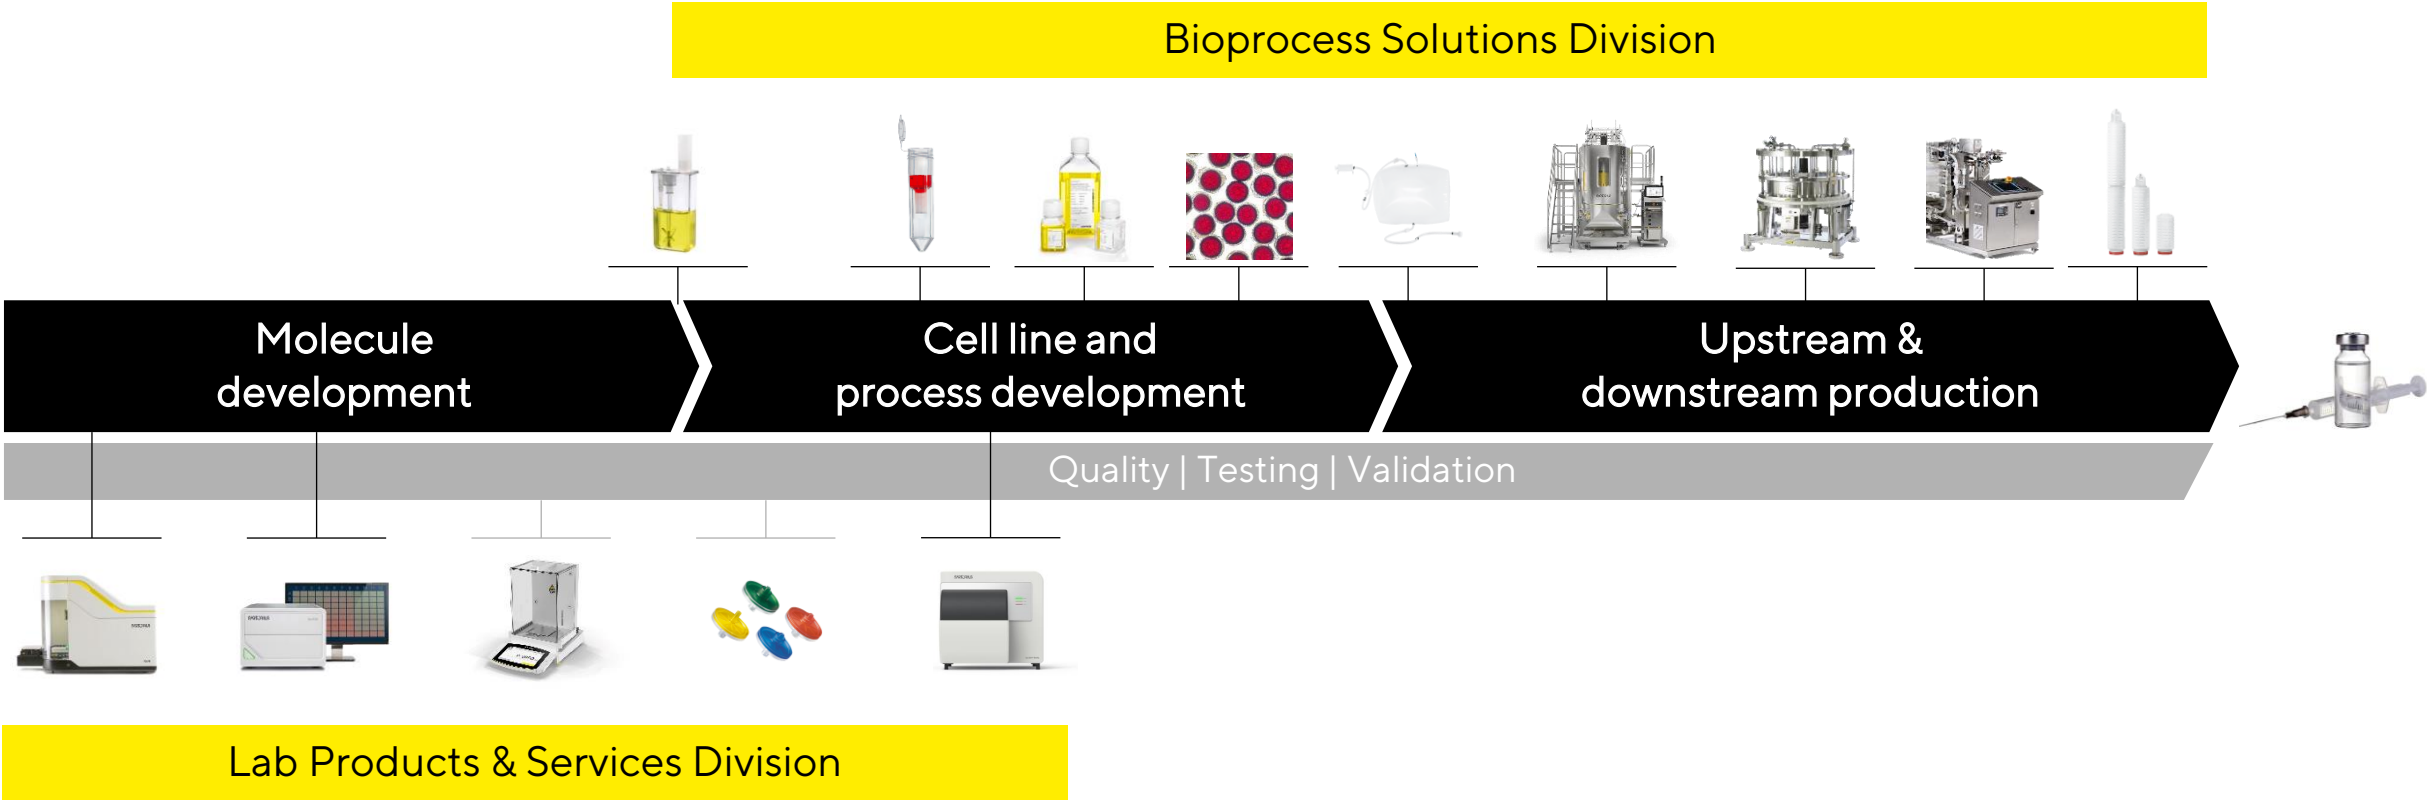 Bioprocess Solutions Division
Molecule
development
Cell line and
process development
Upstream &
downstream production
Quality | Testing | Validation
Lab Products & Services Division